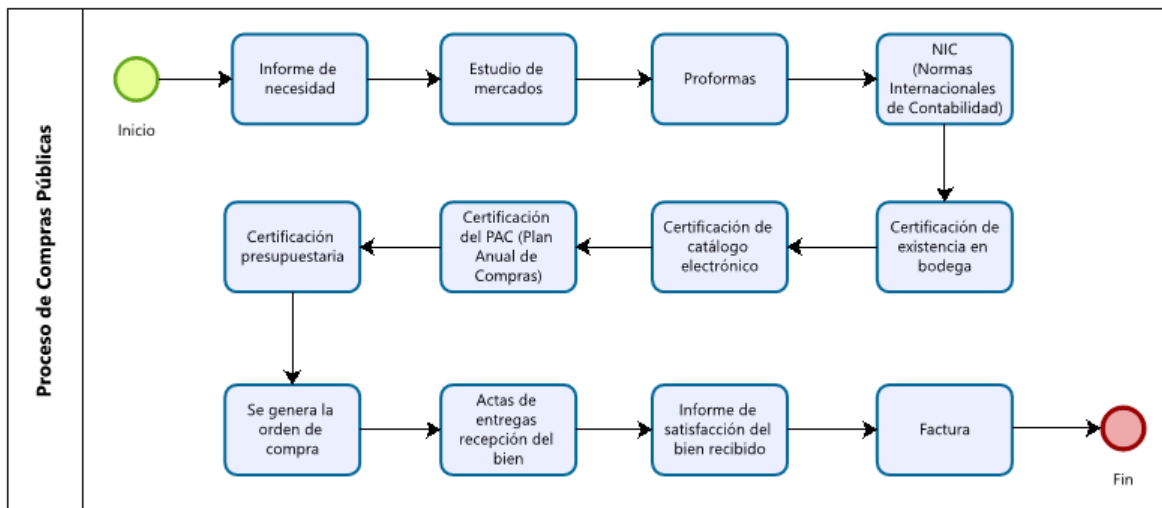 Proceso de Compras Públicas
Inicio
Informe de
necesidad
Estudio de
mercados
Proformas
NIC
(Normas
Internacionales
de Contabilidad)
Certificación
presupuestaria
Certificación
del PAC (Plan
Anual de
Compras)
Certificación de
catálogo
electrónico
Certificación de
existencia en
bodega
Se genera la
orden de
compra
Actas de
entregas
recepción del
bien
Informe de
satisfacción del
bien recibido
Factura
Fin